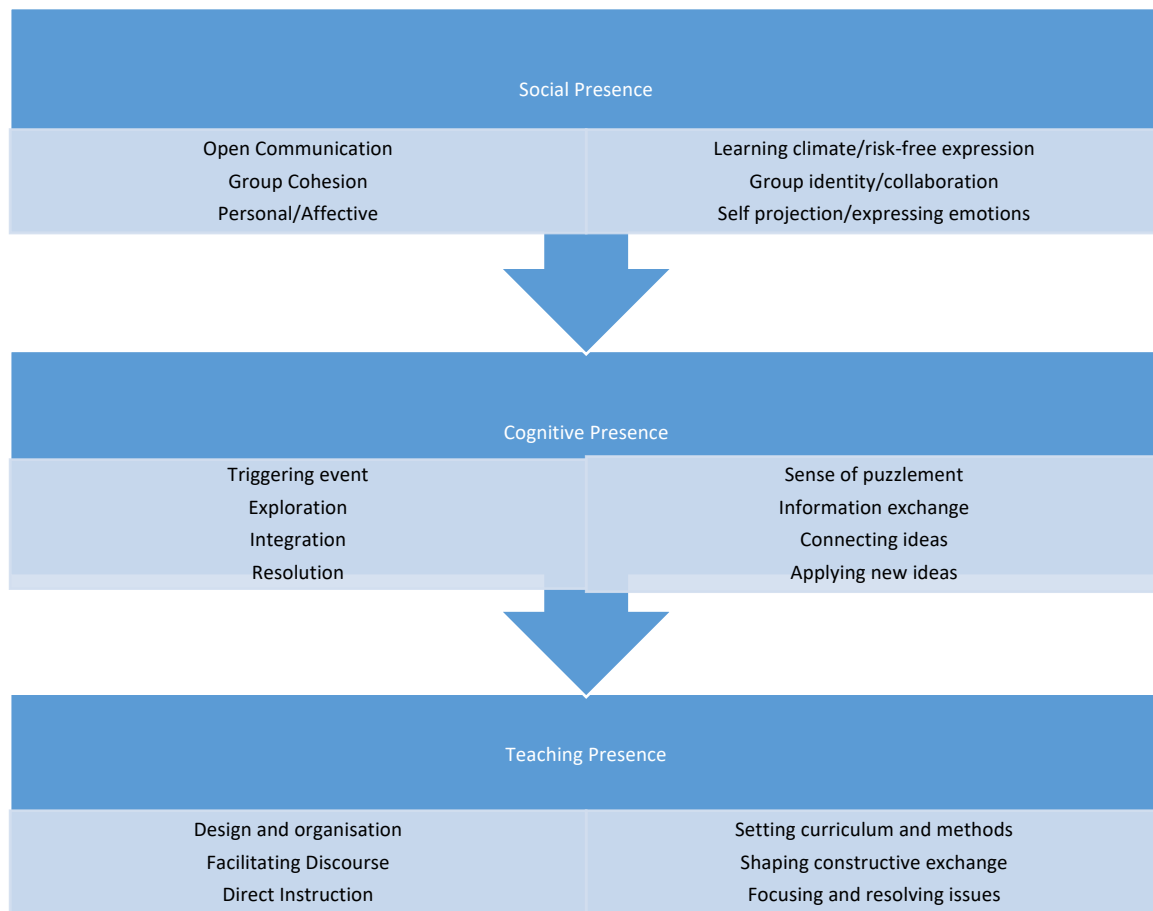 Social Presence
Open Communication
Group Cohesion
Personal/Affective
Learning climate/risk-free expression
Group identity/collaboration
Self projection/expressing emotions
Cognitive Presence
Triggering event
Exploration
Integration
Resolution
Sense of puzzlement
Information exchange
Connecting ideas
Applying new ideas
Teaching Presence
Design and organisation
Facilitating Discourse
Direct Instruction
Setting curriculum and methods
Shaping constructive exchange
Focusing and resolving issues